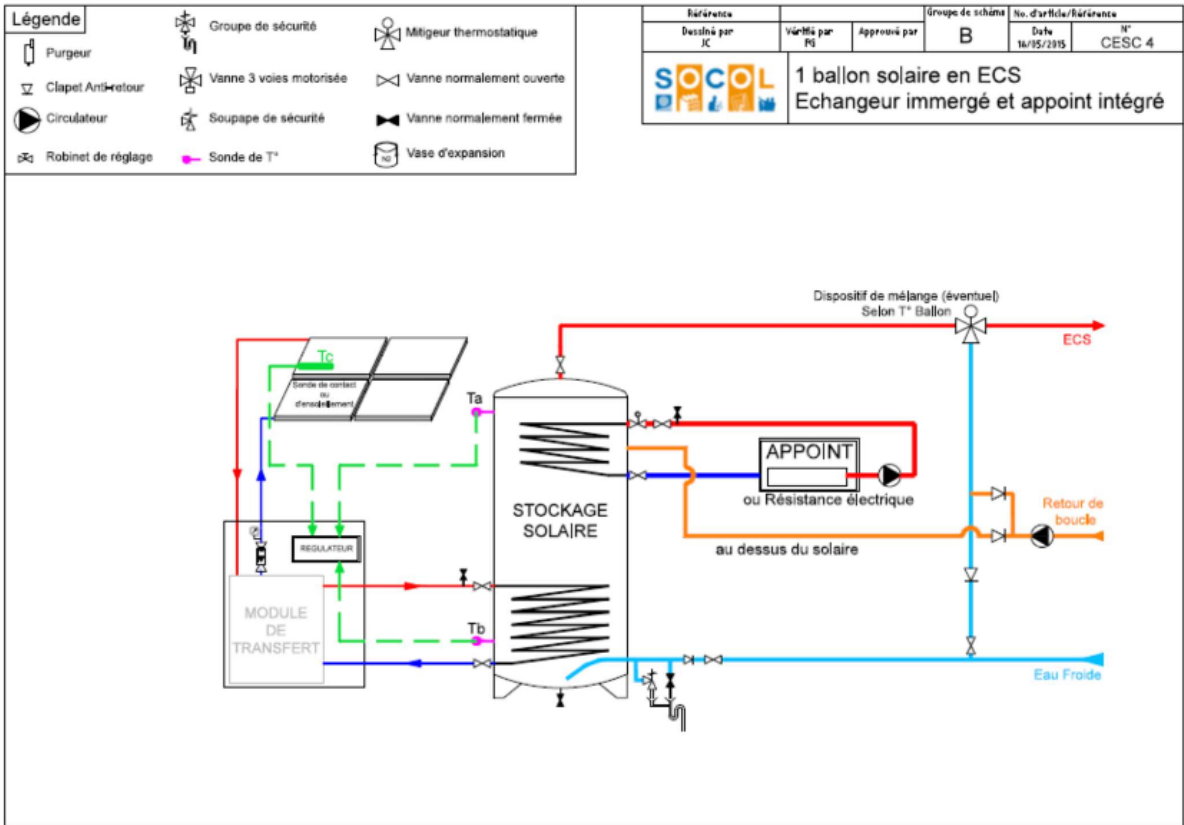 Légende
Purgeur
Clapet Anti-retour
Circulateur
Robinet de réglage
Groupe de sécurité
Vanne 3 voies motorisée
Soupape de sécurité
Sonde de T°
Mitigeur thermostatique
Vanne normalement ouverte
Vanne normalement fermée
N2
Vase d'expansion
Référence
Groupe de schéma
No. d'article/Référence
Dessiné par
JC
Vérifié par
PG
Approuvé par
B
Date
16/05/2015
N°
CESC 4
SOCOL
1 ballon solaire en ECS
Echangeur immergé et appoint intégré
Dispositif de mélange (éventuel)
Selon T° Ballon
ECS
Tc
Sonde de contact
ou
d'ensoleillement
Ta
APPOINT
ou Résistance électrique
STOCKAGE
SOLAIRE
Retour de
boucle
au dessus du solaire
REGULATEUR
MODULE
DE
TRANSFERT
Tb
Eau Froide